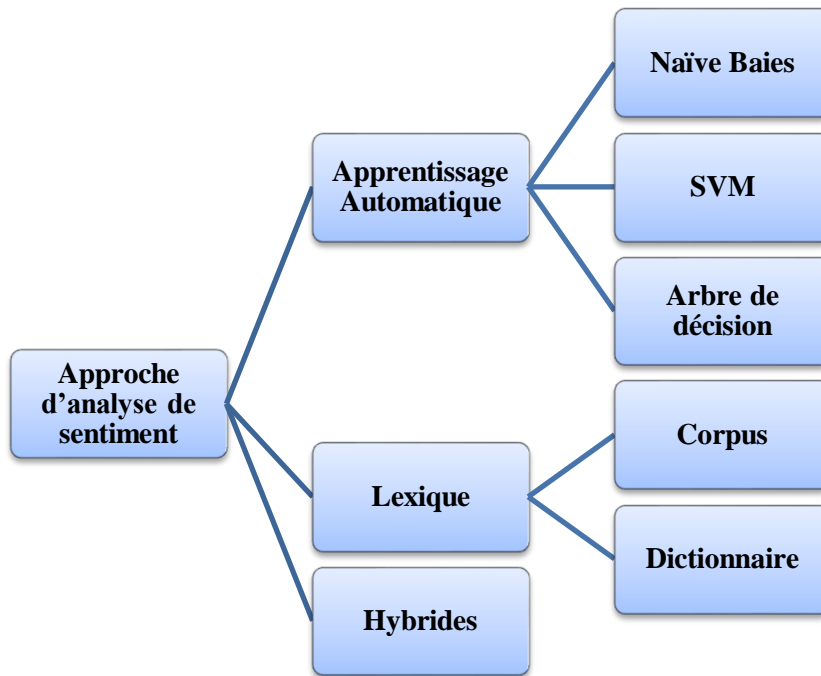 Approche
d’analyse de
sentiment
Apprentissage
Automatique
Naïve Baies
SVM
Arbre de
décision
Lexique
Corpus
Dictionnaire
Hybrides